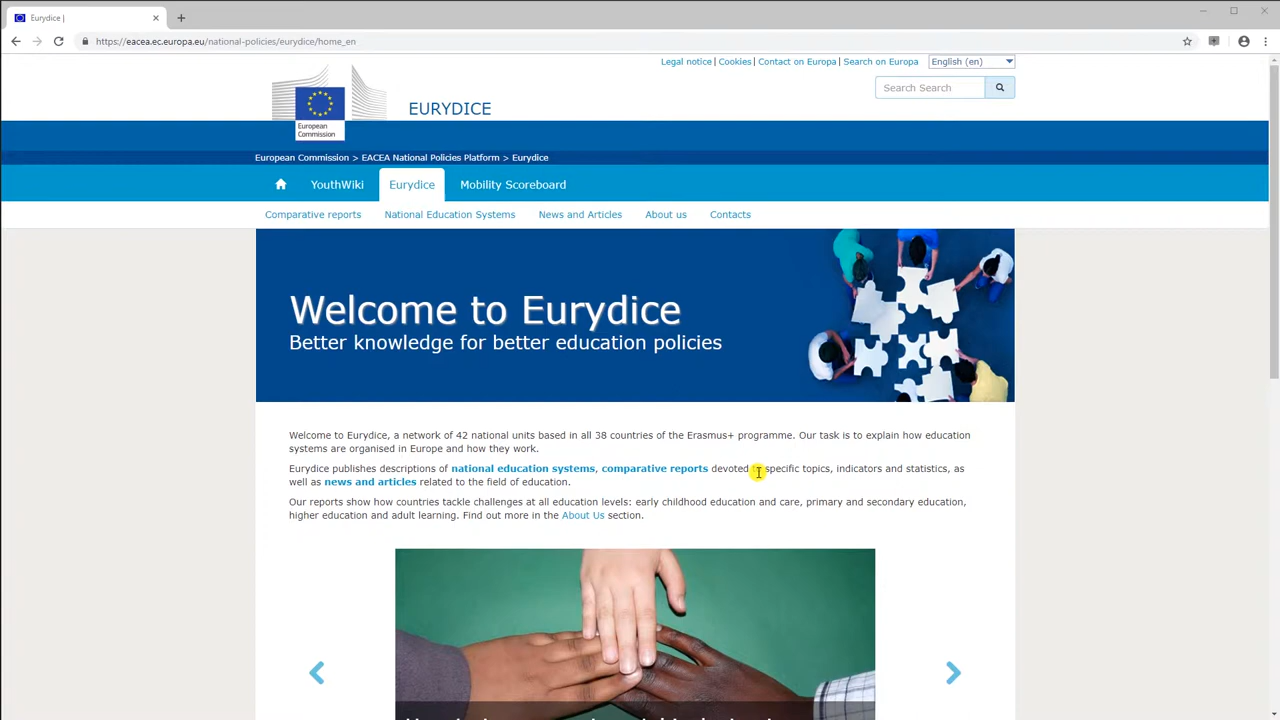 Eurydice |
https://eacea.ec.europa.eu/national-policies/eurydice/home_en
Legal notice | Cookies | Contact on Europa | Search on Europa English (en)
Search Search
European
Commission
EURYDICE
European Commission > EACEA National Policies Platform > Eurydice
YouthWiki Eurydice Mobility Scoreboard
Comparative reports National Education Systems News and Articles About us Contacts
Welcome to Eurydice
Better knowledge for better education policies
Welcome to Eurydice, a network of 42 national units based in all 38 countries of the Erasmus+ programme. Our task is to explain how education
systems are organised in Europe and how they work.
Eurydice publishes descriptions of national education systems, comparative reports devoted specific topics, indicators and statistics, as
well as news and articles related to the field of education.
Our reports show how countries tackle challenges at all education levels: early childhood education and care, primary and secondary education,
higher education and adult learning. Find out more in the About Us section.